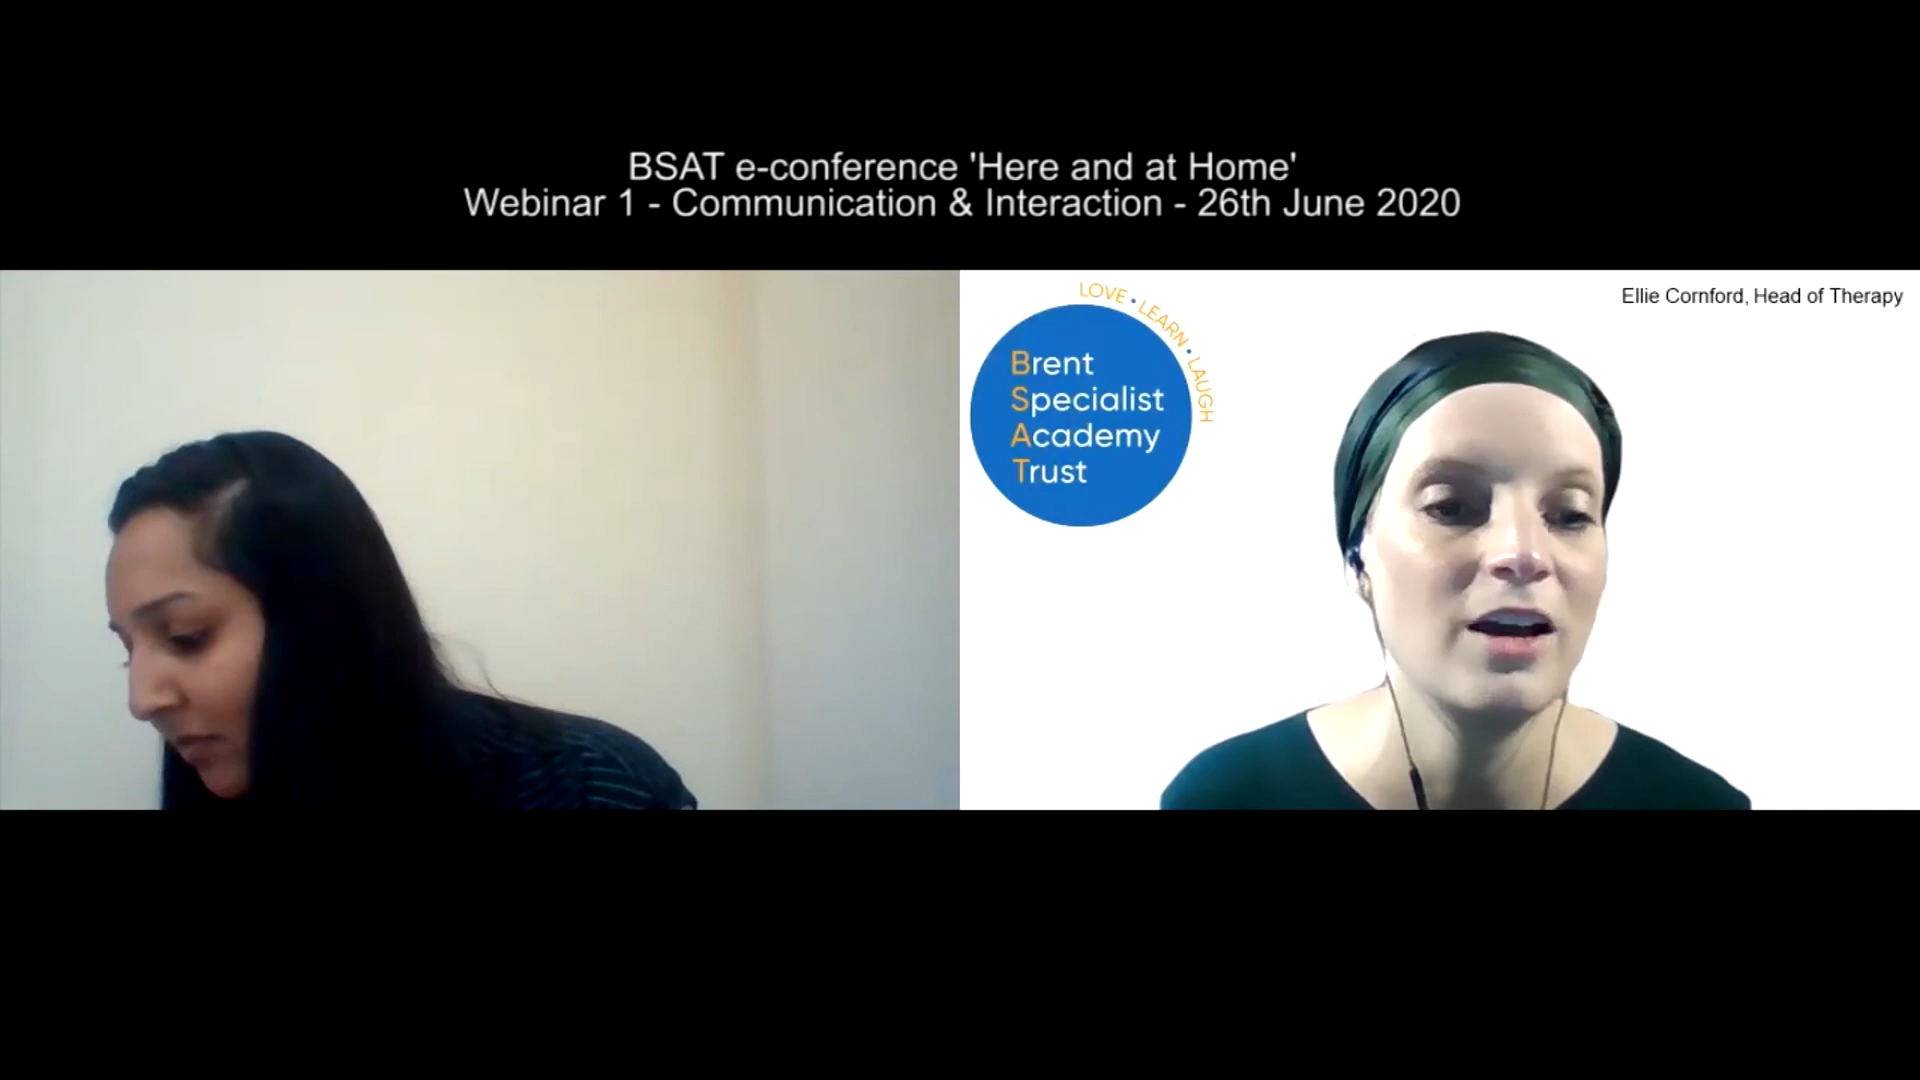 BSAT e-conference 'Here and at Home'
Webinar 1 - Communication & Interaction - 26th June 2020
LOVE • LEARN • LAUGH
Brent
Specialist
Academy
Trust
Ellie Cornford, Head of Therapy